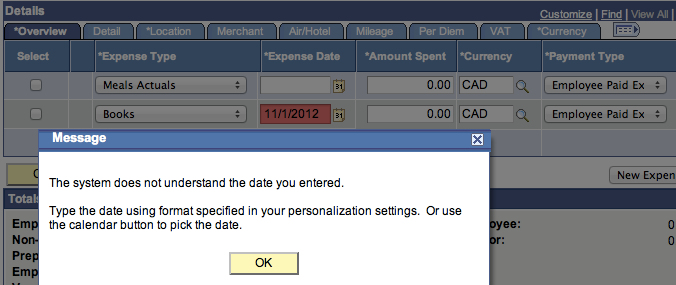 Details
Customize | Find | View All |
*Overview Detail *Location Merchant Air/Hotel Mileage Per Diem VAT *Currency
Select *Expense Type *Expense Date *Amount Spent *Currency *Payment Type
Meals Actuals 31 0.00 CAD Employee Paid Ex
Books 11/1/2012 31 0.00 CAD Employee Paid Ex
Message
The system does not understand the date you entered.
Type the date using format specified in your personalization settings. Or use
the calendar button to pick the date.
OK
New Expen
Totals
Emp oyee: 0
Non- or: 0
Prep
Emp